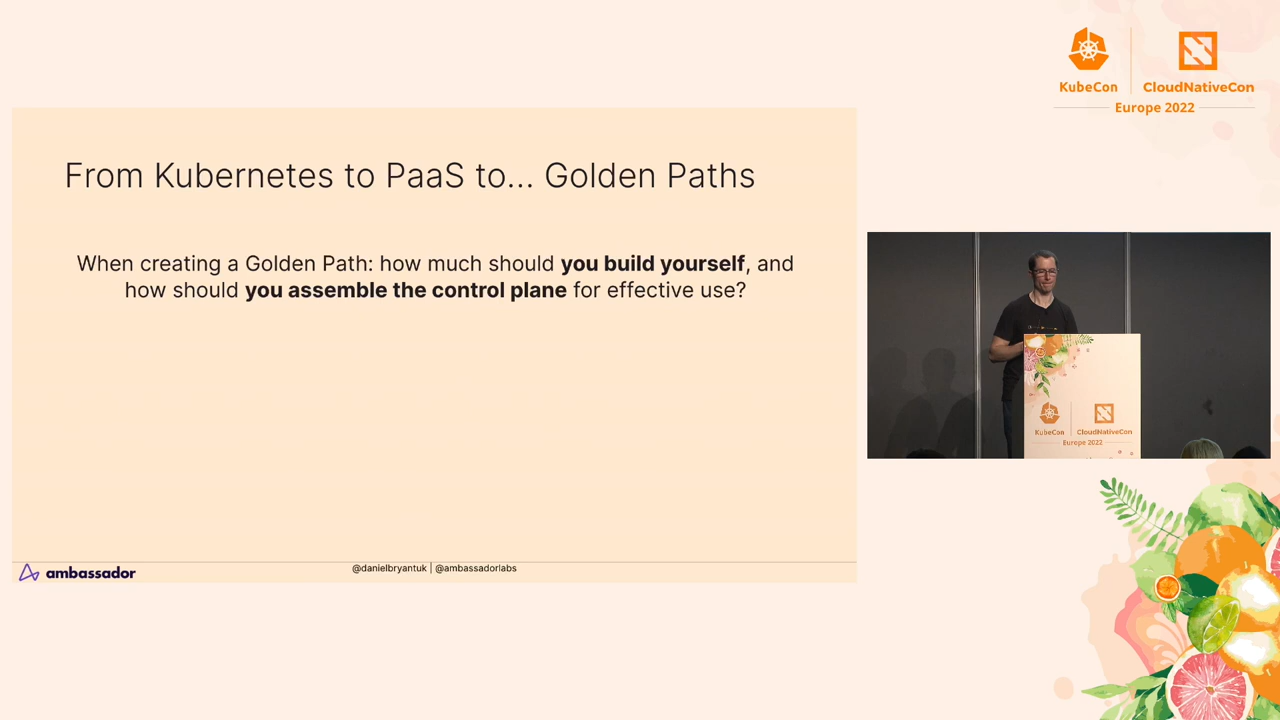 KubeCon
CloudNativeCon
Europe 2022
From Kubernetes to PaaS to... Golden Paths
When creating a Golden Path: how much should you build yourself, and
how should you assemble the control plane for effective use?
ambassador
@danielbryantuk | @ambassadorlabs
KubeCon
CloudNativeCon
Europe 2022